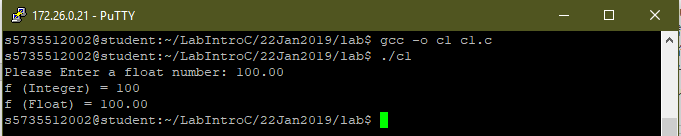 172.26.0.21 - PuTTY
s5735512002@student:~/LabIntroC/22Jan2019/lab$ gcc -o c1 c1.c
s5735512002@student:~/LabIntroC/22Jan2019/lab$ ./c1
Please Enter a float number: 100.00
f (Integer) = 100
f (Float) = 100.00
s5735512002@student:~/LabIntroC/22Jan2019/lab$